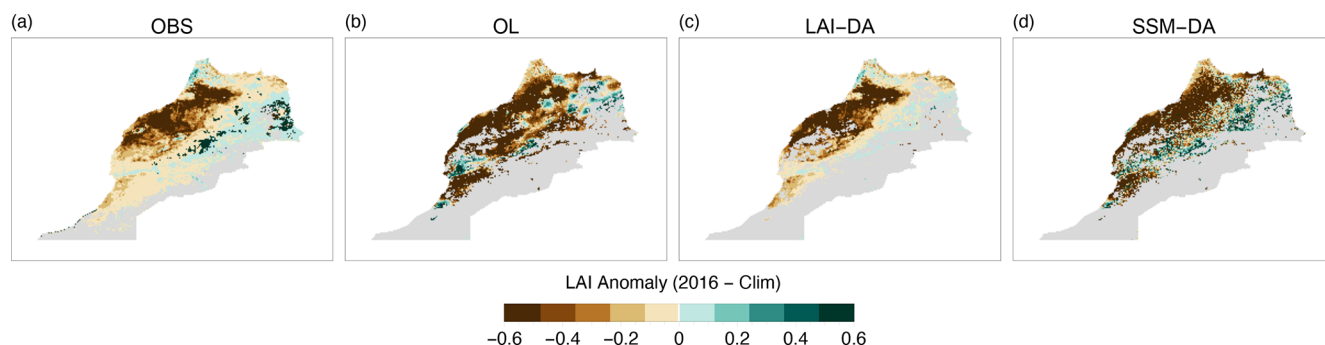 (a) OBS
(b) OL
(c) LAI−DA
(d) SSM−DA
LAI Anomaly (2016 − Clim)
−0.6 −0.4 −0.2 0 0.2 0.4 0.6